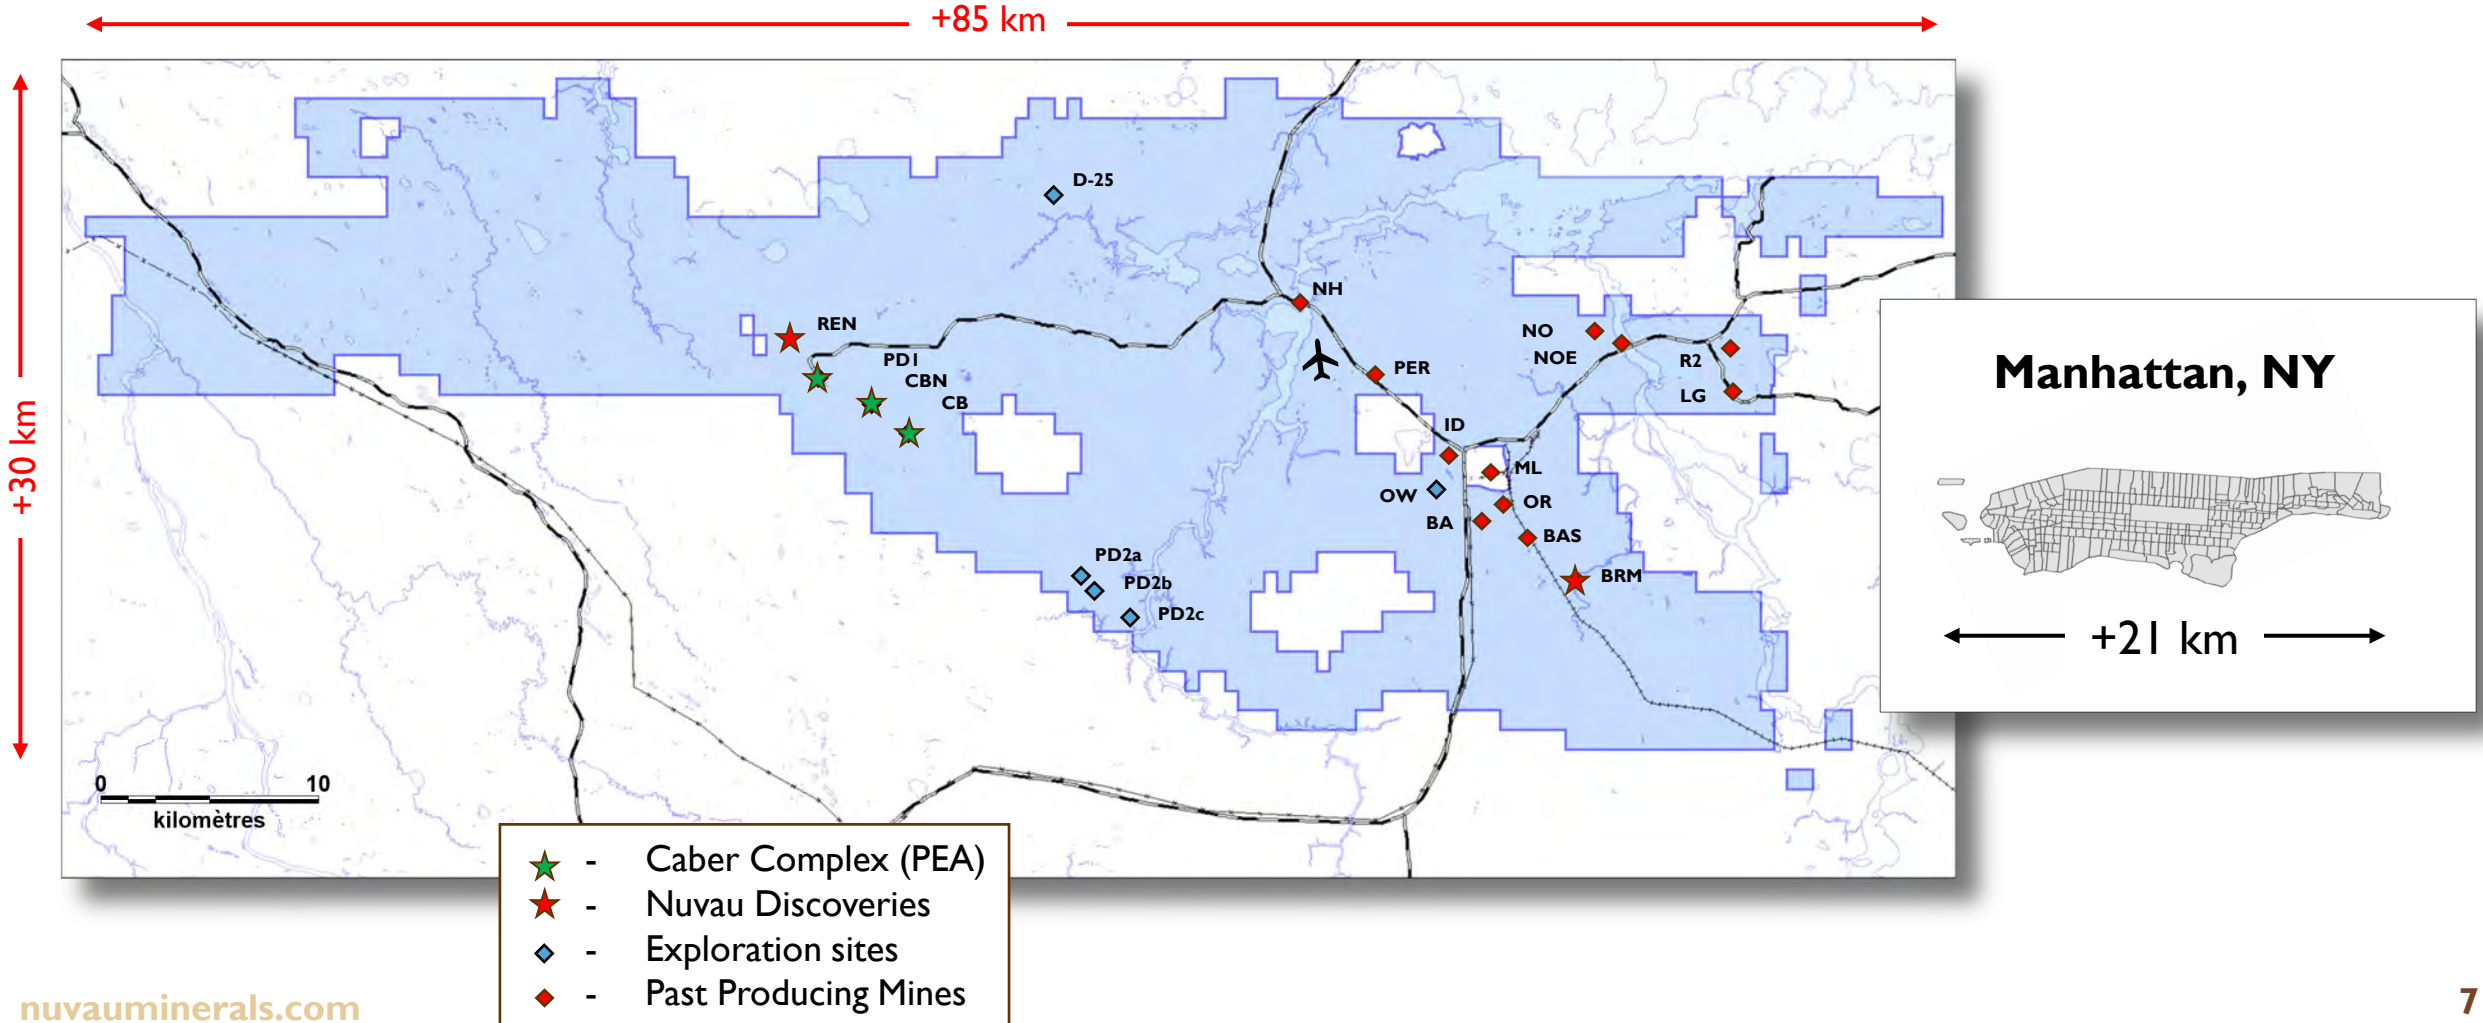 +85 km
+30 km
D-25
NH
REN
PD1
CBN
CB
PER
NO
NOE
R2
LG
ID
ML
OW
OR
BA
BAS
PD2a
PD2b
PD2c
BRM
0 10
kilomètres
Manhattan, NY
+21 km
- Caber Complex (PEA)
- Nuvau Discoveries
- Exploration sites
- Past Producing Mines
nuvauminerals.com
7